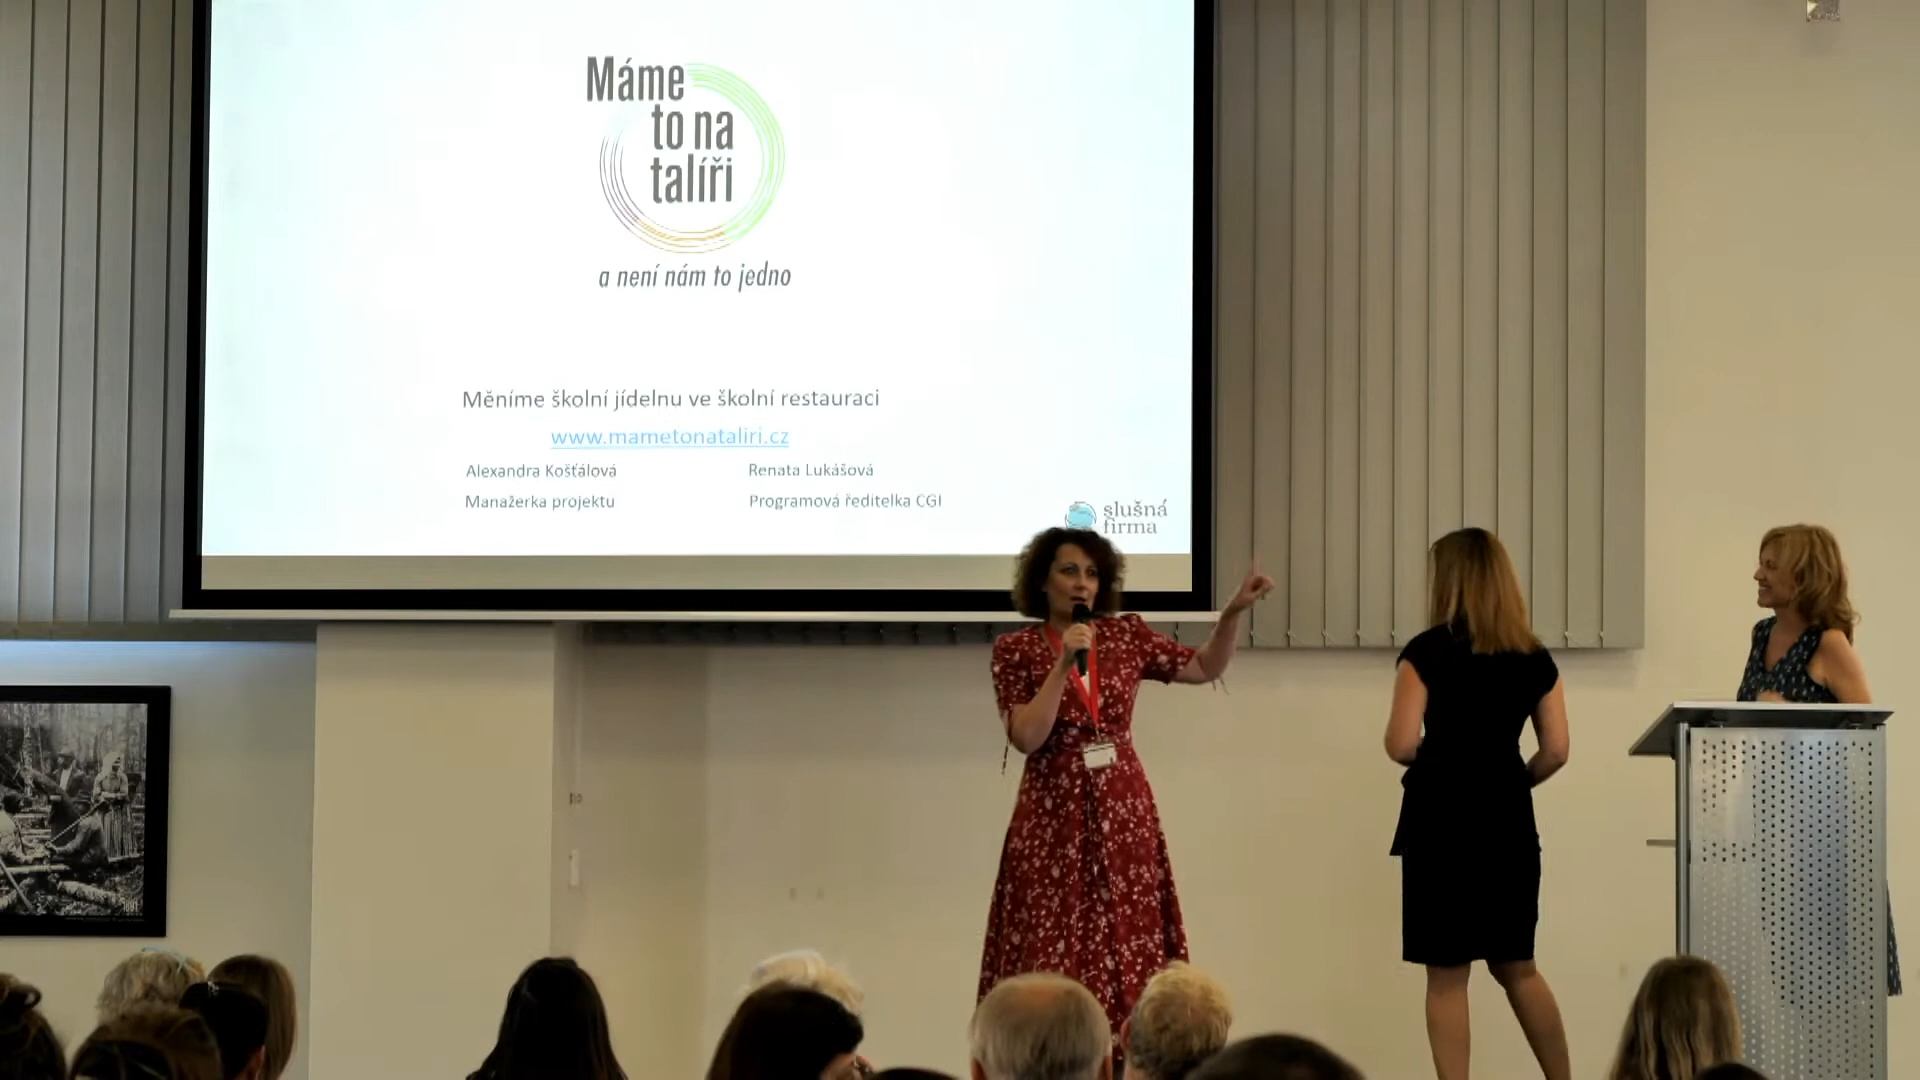 Máme
to na
talíři
a není nám to jedno
Měníme školní jídelnu ve školní restauraci
www.mametonataliri.cz
Alexandra Košťálová
Renata Lukášová
Manažerka projektu
Programová ředitelka CGI
slušná
firma